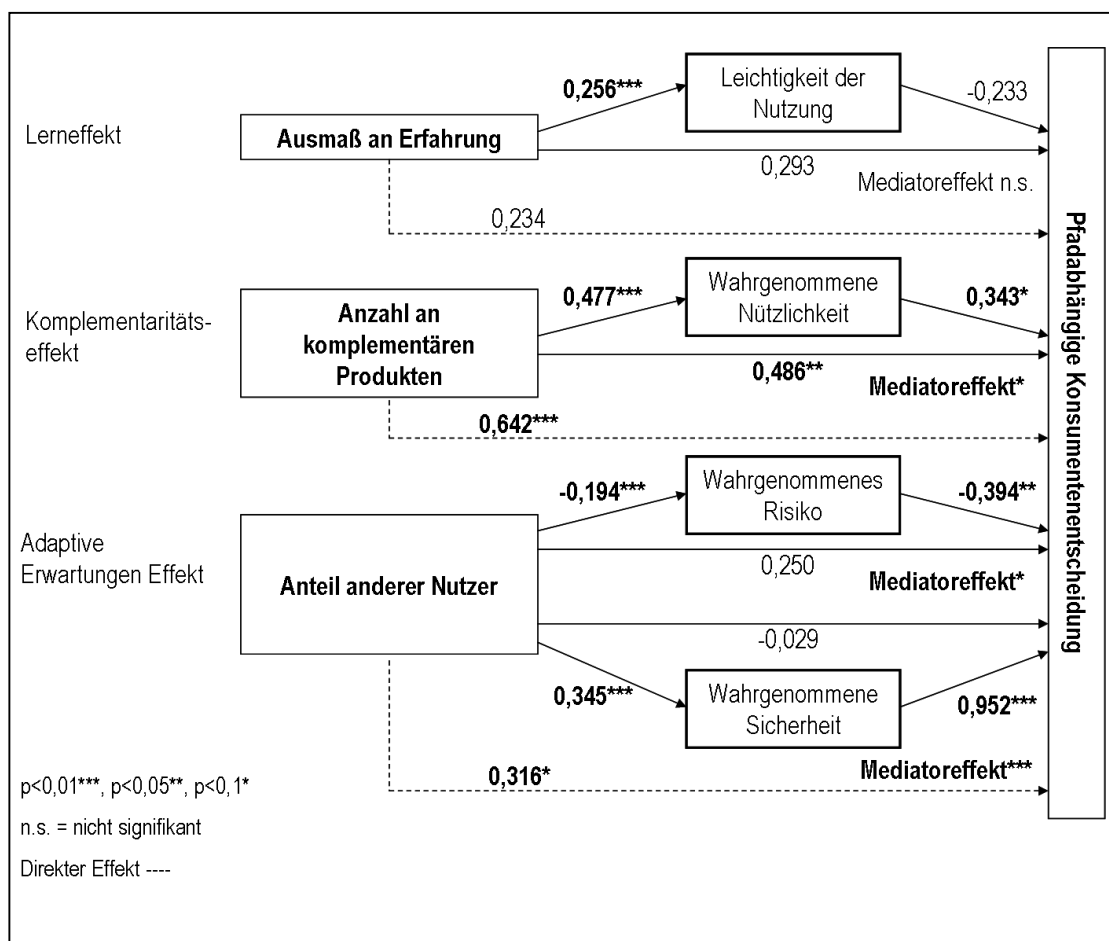 Lerneffekt
Ausmaß an Erfahrung
0,256***
Leichtigkeit der
Nutzung
-0,233
0,293
Mediatoreffekt n.s.
0,234
Komplementaritäts-
effekt
Anzahl an
komplementären
Produkten
0,477***
Wahrgenommene
Nützlichkeit
0,343*
0,486**
Mediatoreffekt*
0,642***
Adaptive
Erwartungen Effekt
Anteil anderer Nutzer
-0,194***
Wahrgenommenes
Risiko
-0,394**
0,250
Mediatoreffekt*
-0,029
0,345***
Wahrgenommene
Sicherheit
0,952***
Mediatoreffekt***
0,316*
Pfadabhängige Konsumentenentscheidung
p<0,01***, p<0,05**, p<0,1*
n.s. = nicht signifikant
Direkter Effekt ----